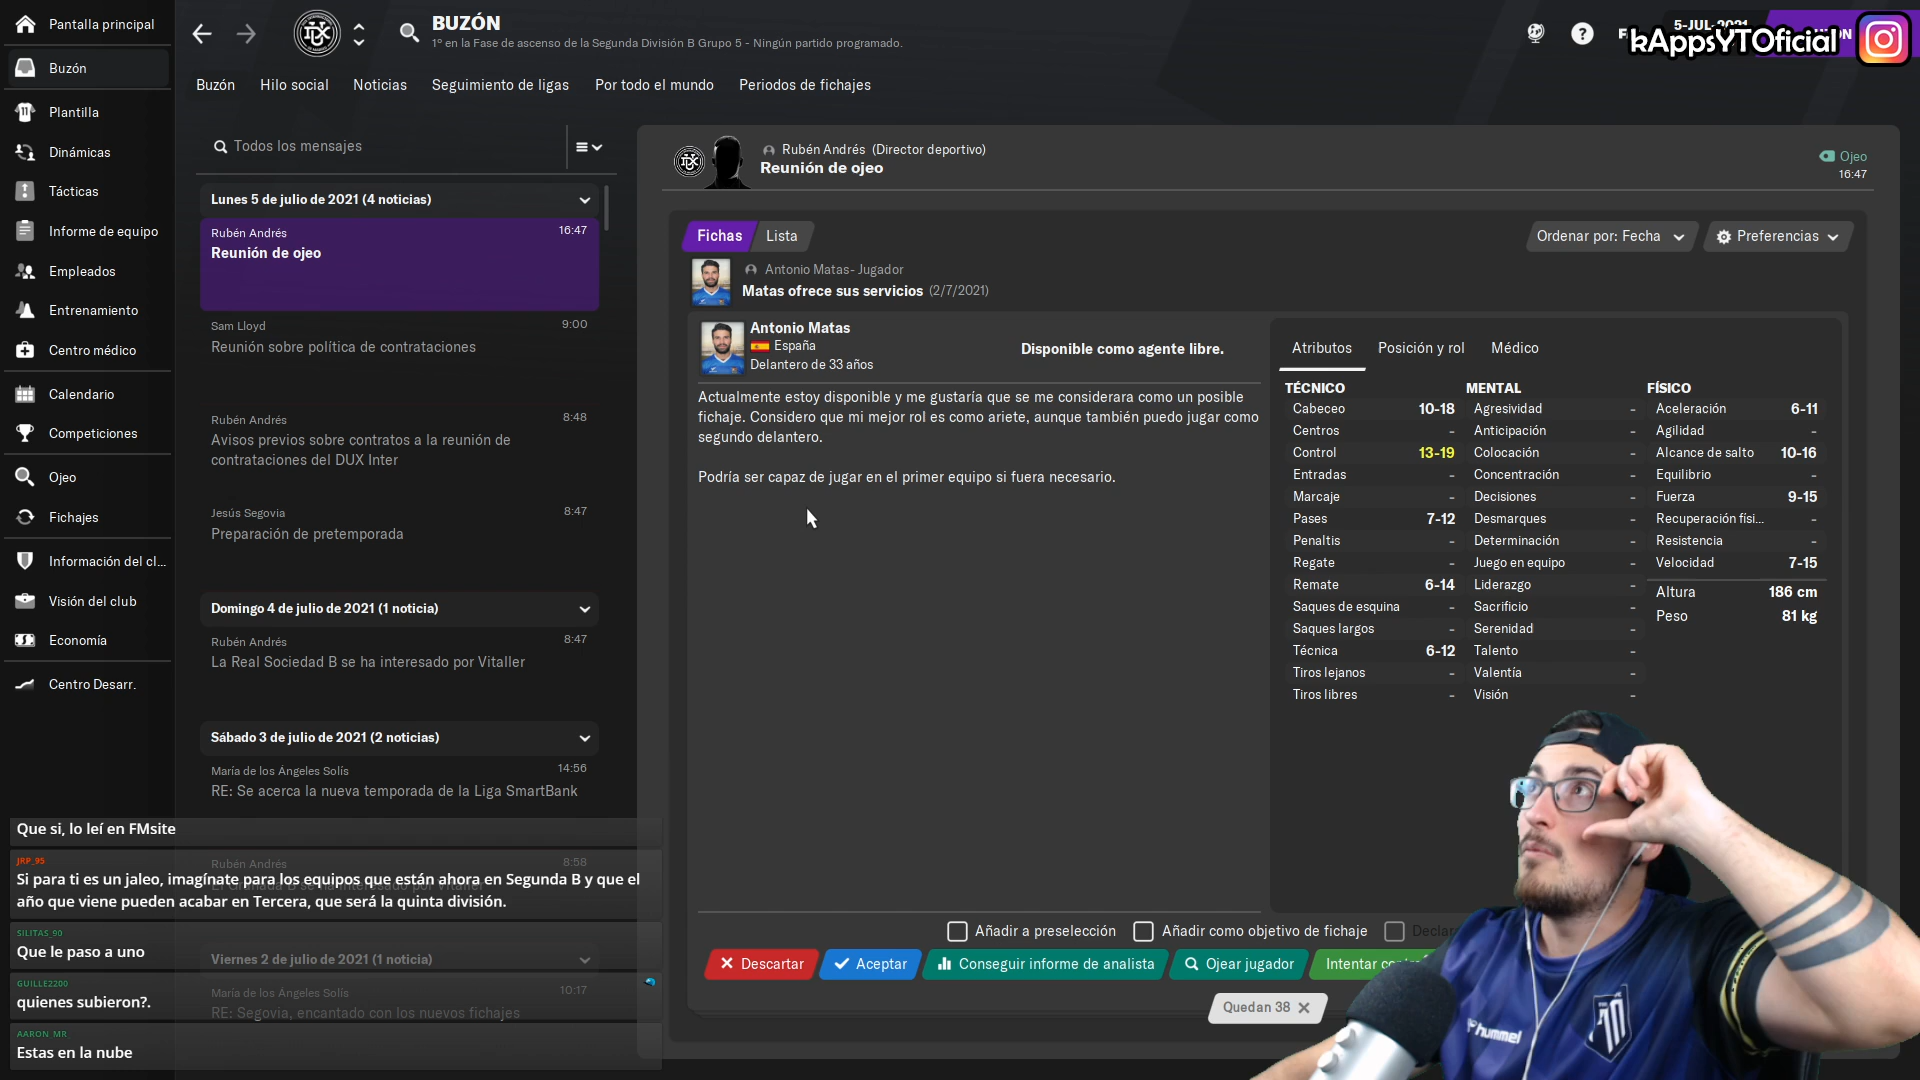 Pantalla principal
Buzón
Plantilla
Dinámicas
Tácticas
Informe de equipo
Empleados
Entrenamiento
Centro médico
Calendario
Competiciones
Ojeo
Fichajes
Información del cl...
Visión del club
Economía
Centro Desarr.
BUZÓN
1º en la Fase de ascenso de la Segunda División B Grupo 5 - Ningún partido programado.
5-JUL-2021
kAppsYTOficial
Buzón
Hilo social
Noticias
Seguimiento de ligas
Por todo el mundo
Periodos de fichajes
Todos los mensajes
Lunes 5 de julio de 2021 (4 noticias)
Rubén Andrés 16:47
Reunión de ojeo
Sam Lloyd 9:00
Reunión sobre política de contrataciones
Rubén Andrés 8:48
Avisos previos sobre contratos a la reunión de
contrataciones del DUX Inter
Jesús Segovia 8:47
Preparación de pretemporada
Domingo 4 de julio de 2021 (1 noticia)
Rubén Andrés 8:47
La Real Sociedad B se ha interesado por Vitaller
Sábado 3 de julio de 2021 (2 noticias)
María de los Ángeles Solís 14:56
RE: Se acerca la nueva temporada de la Liga SmartBank
Que si, lo leí en FMsite
Rubén Andrés 8:58
JRP_95
Si para ti es un jaleo, imagínate para los equipos que están ahora en Segunda B y que el
año que viene pueden acabar en Tercera, que será la quinta división.
SILITAS_90
Que le paso a uno
Viernes 2 de julio de 2021 (1 noticia)
GUILLE2200
quienes subieron?.
María de los Ángeles Solís 10:17
RE: Segovia, encantado con los nuevos fichajes
AARON_MR
Estas en la nube
Rubén Andrés (Director deportivo)
Reunión de ojeo
Ojeo
16:47
Fichas
Lista
Ordenar por: Fecha
Preferencias
Antonio Matas- Jugador
Matas ofrece sus servicios (2/7/2021)
Antonio Matas
España
Delantero de 33 años
Disponible como agente libre.
Actualmente estoy disponible y me gustaría que se me considerara como un posible
fichaje. Considero que mi mejor rol es como ariete, aunque también puedo jugar como
segundo delantero.
Podría ser capaz de jugar en el primer equipo si fuera necesario.
Atributos
Posición y rol
Médico
TÉCNICO
Cabeceo 10-18
Centros -
Control 13-19
Entradas -
Marcaje -
Pases 7-12
Penaltis -
Regate -
Remate 6-14
Saques de esquina -
Saques largos -
Técnica 6-12
Tiros lejanos -
Tiros libres -
MENTAL
Agresividad -
Anticipación -
Colocación -
Concentración -
Decisiones -
Desmarques -
Determinación -
Juego en equipo -
Liderazgo -
Sacrificio -
Serenidad -
Talento -
Valentía -
Visión -
FÍSICO
Aceleración 6-11
Agilidad -
Alcance de salto 10-16
Equilibrio -
Fuerza 9-15
Recuperación físi... -
Resistencia -
Velocidad 7-15
Altura 186 cm
Peso 81 kg
Añadir a preselección
Añadir como objetivo de fichaje
Descartar
Aceptar
Conseguir informe de analista
Ojear jugador
Intentar
Quedan 38
hummel